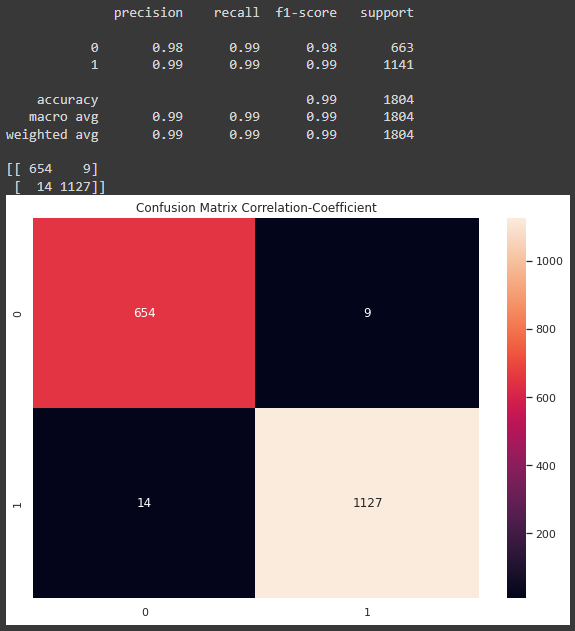 precision recall f1-score support
0 0.98 0.99 0.98 663
1 0.99 0.99 0.99 1141
accuracy 0.99 1804
macro avg 0.99 0.99 0.99 1804
weighted avg 0.99 0.99 0.99 1804
[[ 654 9]
[ 14 1127]]
Confusion Matrix Correlation-Coefficient
1000
800
600
400
200
0 654 9
1 14 1127
0 1